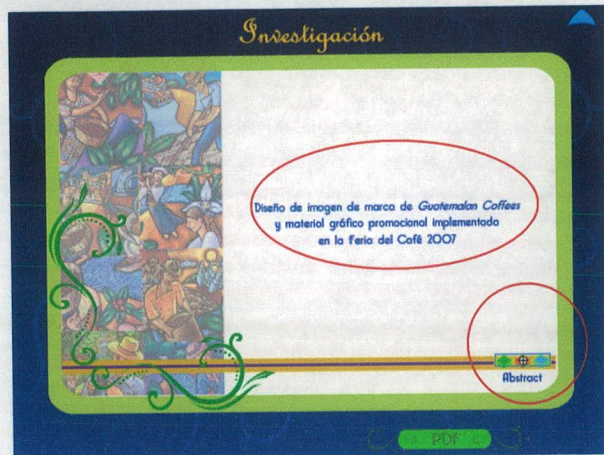 Investigación
Diseño de imagen de marca de Guatemalan Coffees
y material gráfico promocional implementado
en la Feria del Café 2007
Abstract
PDF